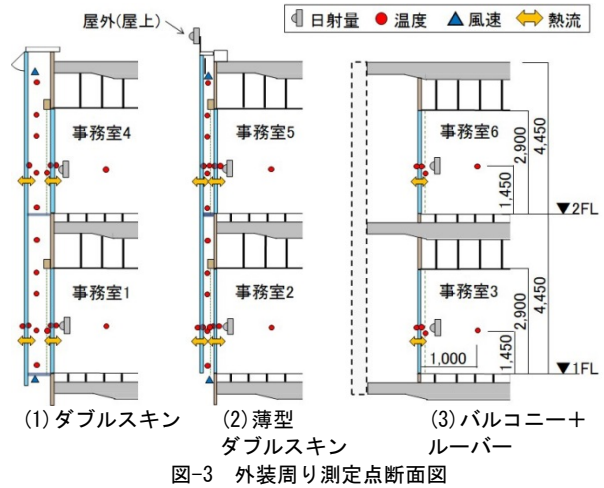 屋外(屋上)
日射量 温度 風速 熱流
事務室4
事務室5
事務室6
2,900
4,450
1,450
▼2FL
事務室1
事務室2
事務室3
2,900
4,450
1,000
1,450
▼1FL
(1)ダブルスキン
(2)薄型
ダブルスキン
(3)バルコニー＋
ルーバー
図-3 外装周り測定点断面図